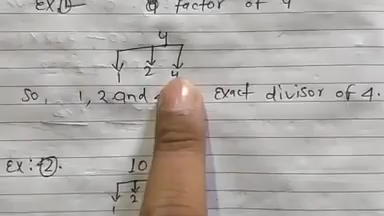 Ex ① factor of 4
4
1 2 4
So, 1, 2 and exact divisor of 4.
Ex: ②. 10
1 2